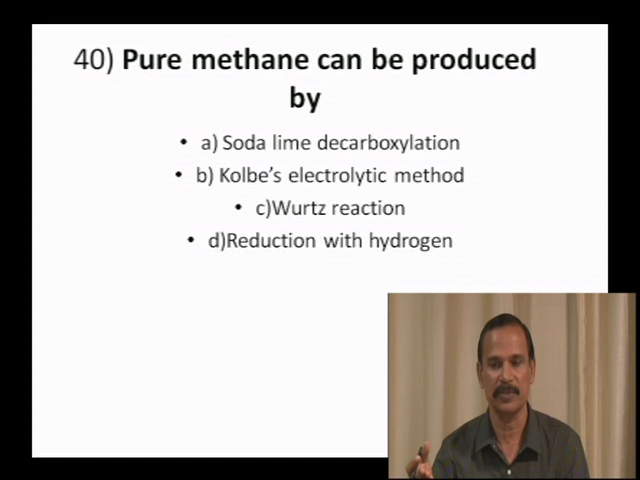 40) Pure methane can be produced
by
• a) Soda lime decarboxylation
• b) Kolbe's electrolytic method
• c)Wurtz reaction
• d)Reduction with hydrogen